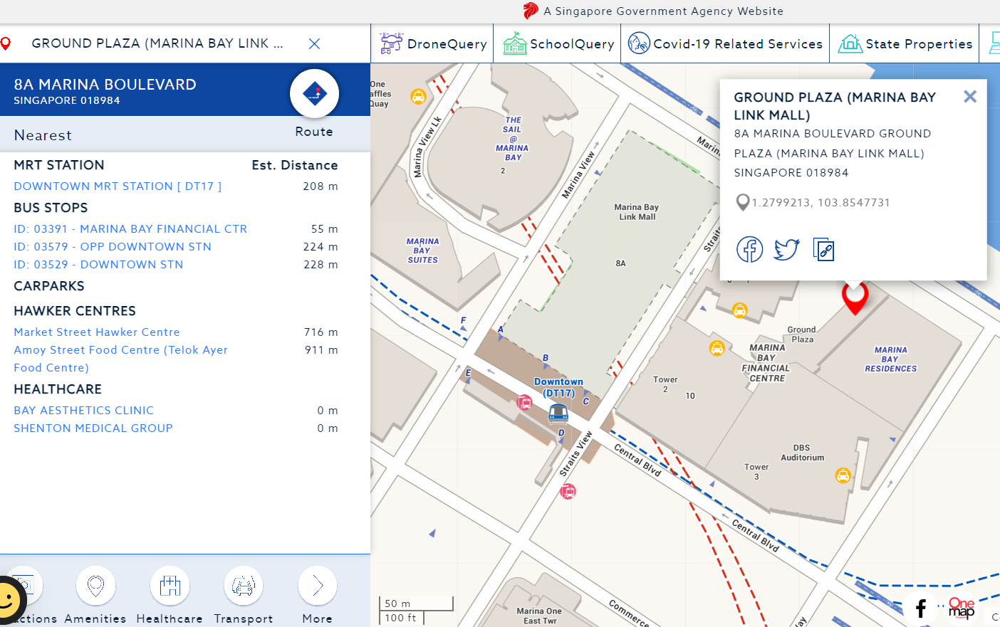 A Singapore Government Agency Website
GROUND PLAZA (MARINA BAY LINK ...
DroneQuery
SchoolQuery
Covid-19 Related Services
State Properties
8A MARINA BOULEVARD
SINGAPORE 018984
Route
Nearest
MRT STATION Est. Distance
DOWNTOWN MRT STATION [ DT17 ] 208 m
BUS STOPS
ID: 03391 - MARINA BAY FINANCIAL CTR 55 m
ID: 03579 - OPP DOWNTOWN STN 224 m
ID: 03529 - DOWNTOWN STN 228 m
CARPARKS
HAWKER CENTRES
Market Street Hawker Centre 716 m
Amoy Street Food Centre (Telok Ayer 911 m
Food Centre)
HEALTHCARE
BAY AESTHETICS CLINIC 0 m
SHENTON MEDICAL GROUP 0 m
Amenities
Healthcare
Transport
More
GROUND PLAZA (MARINA BAY
LINK MALL)
8A MARINA BOULEVARD GROUND
PLAZA (MARINA BAY LINK MALL)
SINGAPORE 018984
1.2799213, 103.8547731
One
affles
Quay
Marina View Lk
THE
SAIL
@
MARINA
BAY
2
Marina View
Marin
Marina Bay
Link Mall
8A
Straits
MARINA
BAY
SUITES
F
A
B
E
Downtown
(DT17)
C
D
Straits View
Central Blvd
Ground
Plaza
MARINA
BAY
FINANCIAL
CENTRE
MARINA
BAY
RESIDENCES
Tower
2
10
DBS
Auditorium
Tower
3
Central Blvd
Marina One
East Twr
Commerce
ay
50 m
100 ft
f
One
map
C